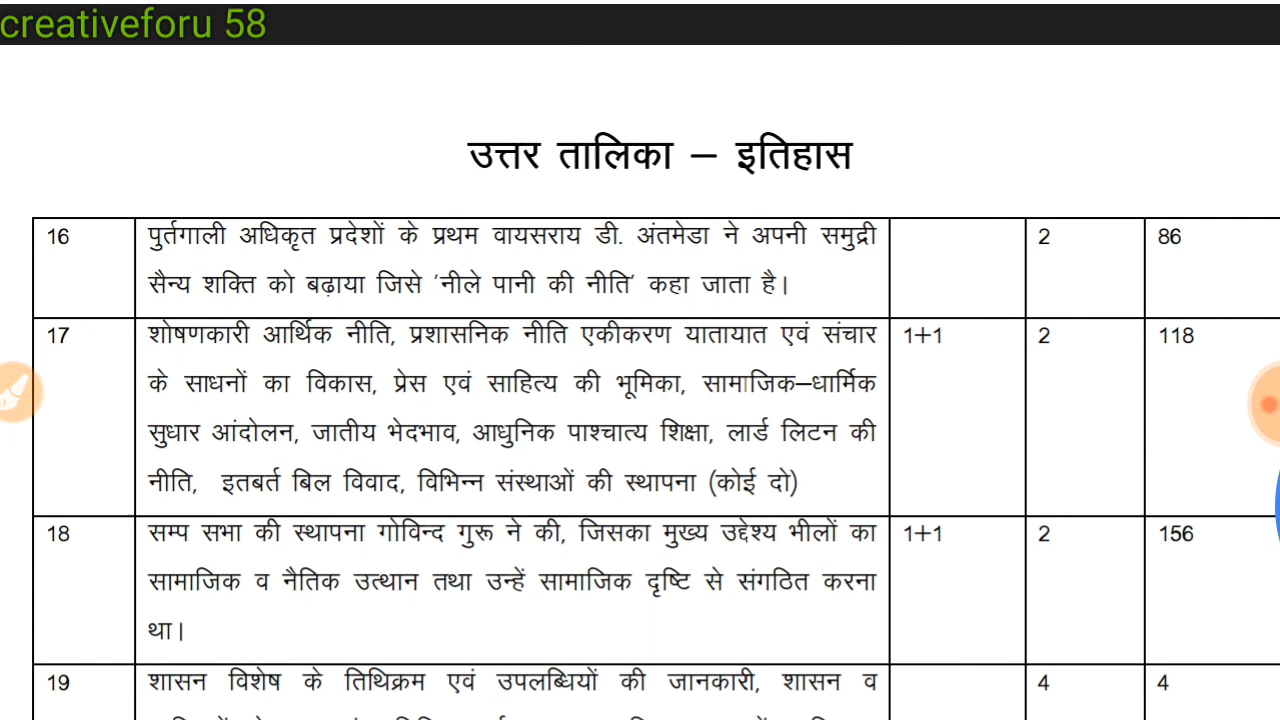 creativeforu 58
उत्तर तालिका – इतिहास
16 पुर्तगाली अधिकृत प्रदेशों के प्रथम वायसराय डी. अंतमेडा ने अपनी समुद्री 2 86
सैन्य शक्ति को बढ़ाया जिसे 'नीले पानी की नीति' कहा जाता है।
17 शोषणकारी आर्थिक नीति, प्रशासनिक नीति एकीकरण यातायात एवं संचार 1+1 2 118
के साधनों का विकास, प्रेस एवं साहित्य की भूमिका, सामाजिक–धार्मिक
सुधार आंदोलन, जातीय भेदभाव, आधुनिक पाश्चात्य शिक्षा, लार्ड लिटन की
नीति, इतबर्त बिल विवाद, विभिन्न संस्थाओं की स्थापना (कोई दो)
18 सम्प सभा की स्थापना गोविन्द गुरू ने की, जिसका मुख्य उद्देश्य भीलों का 1+1 2 156
सामाजिक व नैतिक उत्थान तथा उन्हें सामाजिक दृष्टि से संगठित करना
था।
19 शासन विशेष के तिथिक्रम एवं उपलब्धियों की जानकारी, शासन व 4 4